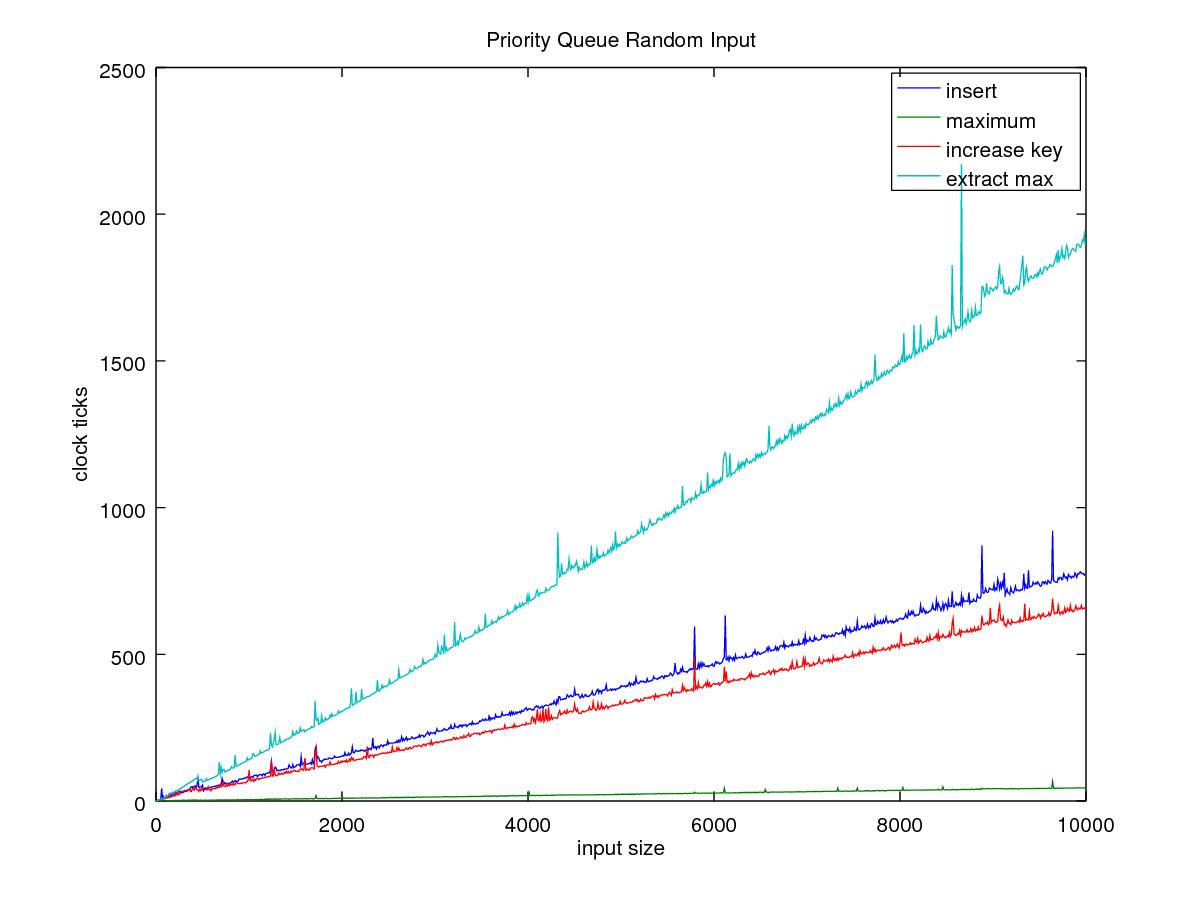 Priority Queue Random Input
2500
2000
1500
1000
500
0
clock ticks
insert
maximum
increase key
extract max
0 2000 4000 6000 8000 10000
input size